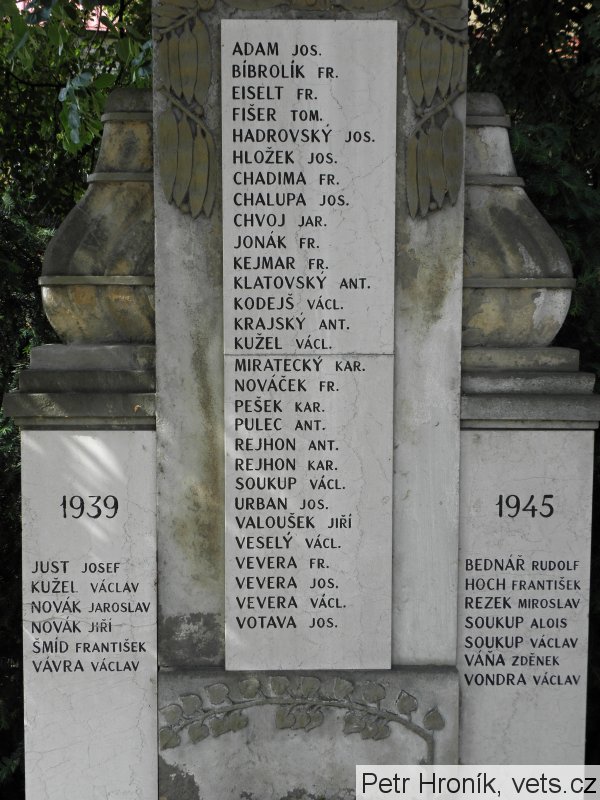 ADAM JOS.
BÍBROLÍK FR.
EISELT FR.
FIŠER TOM.
HADROVSKÝ JOS.
HLOŽEK JOS.
CHADIMA FR.
CHALUPA JOS.
CHVOJ JAR.
JONÁK FR.
KEJMAR FR.
KLATOVSKÝ ANT.
KODEJŠ VÁCL.
KRAJSKÝ ANT.
KUŽEL VÁCL.
MIRATECKÝ KAR.
NOVÁČEK FR.
PEŠEK KAR.
PULEC ANT.
REJHON ANT.
REJHON KAR.
SOUKUP VÁCL.
URBAN JOS.
VALOUŠEK JIŘÍ
VESELÝ VÁCL.
VEVERA FR.
VEVERA JOS.
VEVERA VÁCL.
VOTAVA JOS.
1939
JUST JOSEF
KUŽEL VÁCLAV
NOVÁK JAROSLAV
NOVÁK JIŘÍ
ŠMÍD FRANTIŠEK
VÁVRA VÁCLAV
1945
BEDNÁŘ RUDOLF
HOCH FRANTIŠEK
REZEK MIROSLAV
SOUKUP ALOIS
SOUKUP VÁCLAV
VÁŇA ZDĚNEK
VONDRA VÁCLAV
Petr Hroník, vets.cz